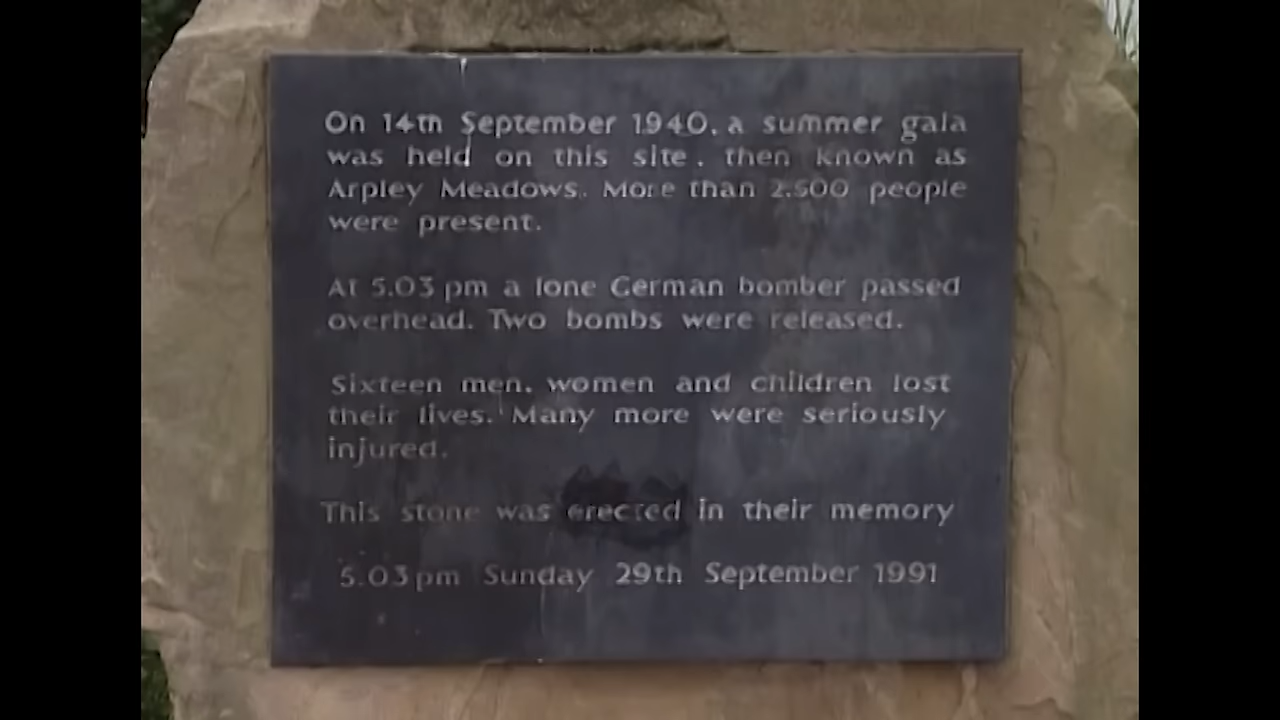 On 14th September 1940, a summer gala
was held on this site, then known as
Arpley Meadows. More than 2,500 people
were present.
At 5.03 pm a lone German bomber passed
overhead. Two bombs were released.
Sixteen men, women and children lost
their lives. Many more were seriously
injured.
This stone was erected in their memory
5.03 pm Sunday 29th September 1991